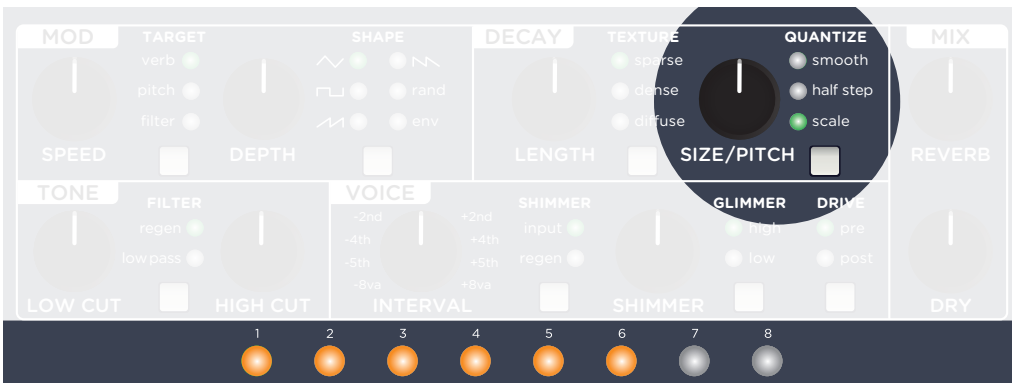 MOD TARGET SHAPE DECAY TEXTURE QUANTIZE MIX
verb sparse smooth
pitch rand dense half step
filter env diffuse scale
SPEED DEPTH LENGTH SIZE/PITCH REVERB
TONE FILTER VOICE SHIMMER GLIMMER DRIVE
-2nd +2nd
regen input high pre
-4th +4th
low pass -5th +5th regen low post
-8va +8va
LOW CUT HIGH CUT INTERVAL SHIMMER DRY
1 2 3 4 5 6 7 8